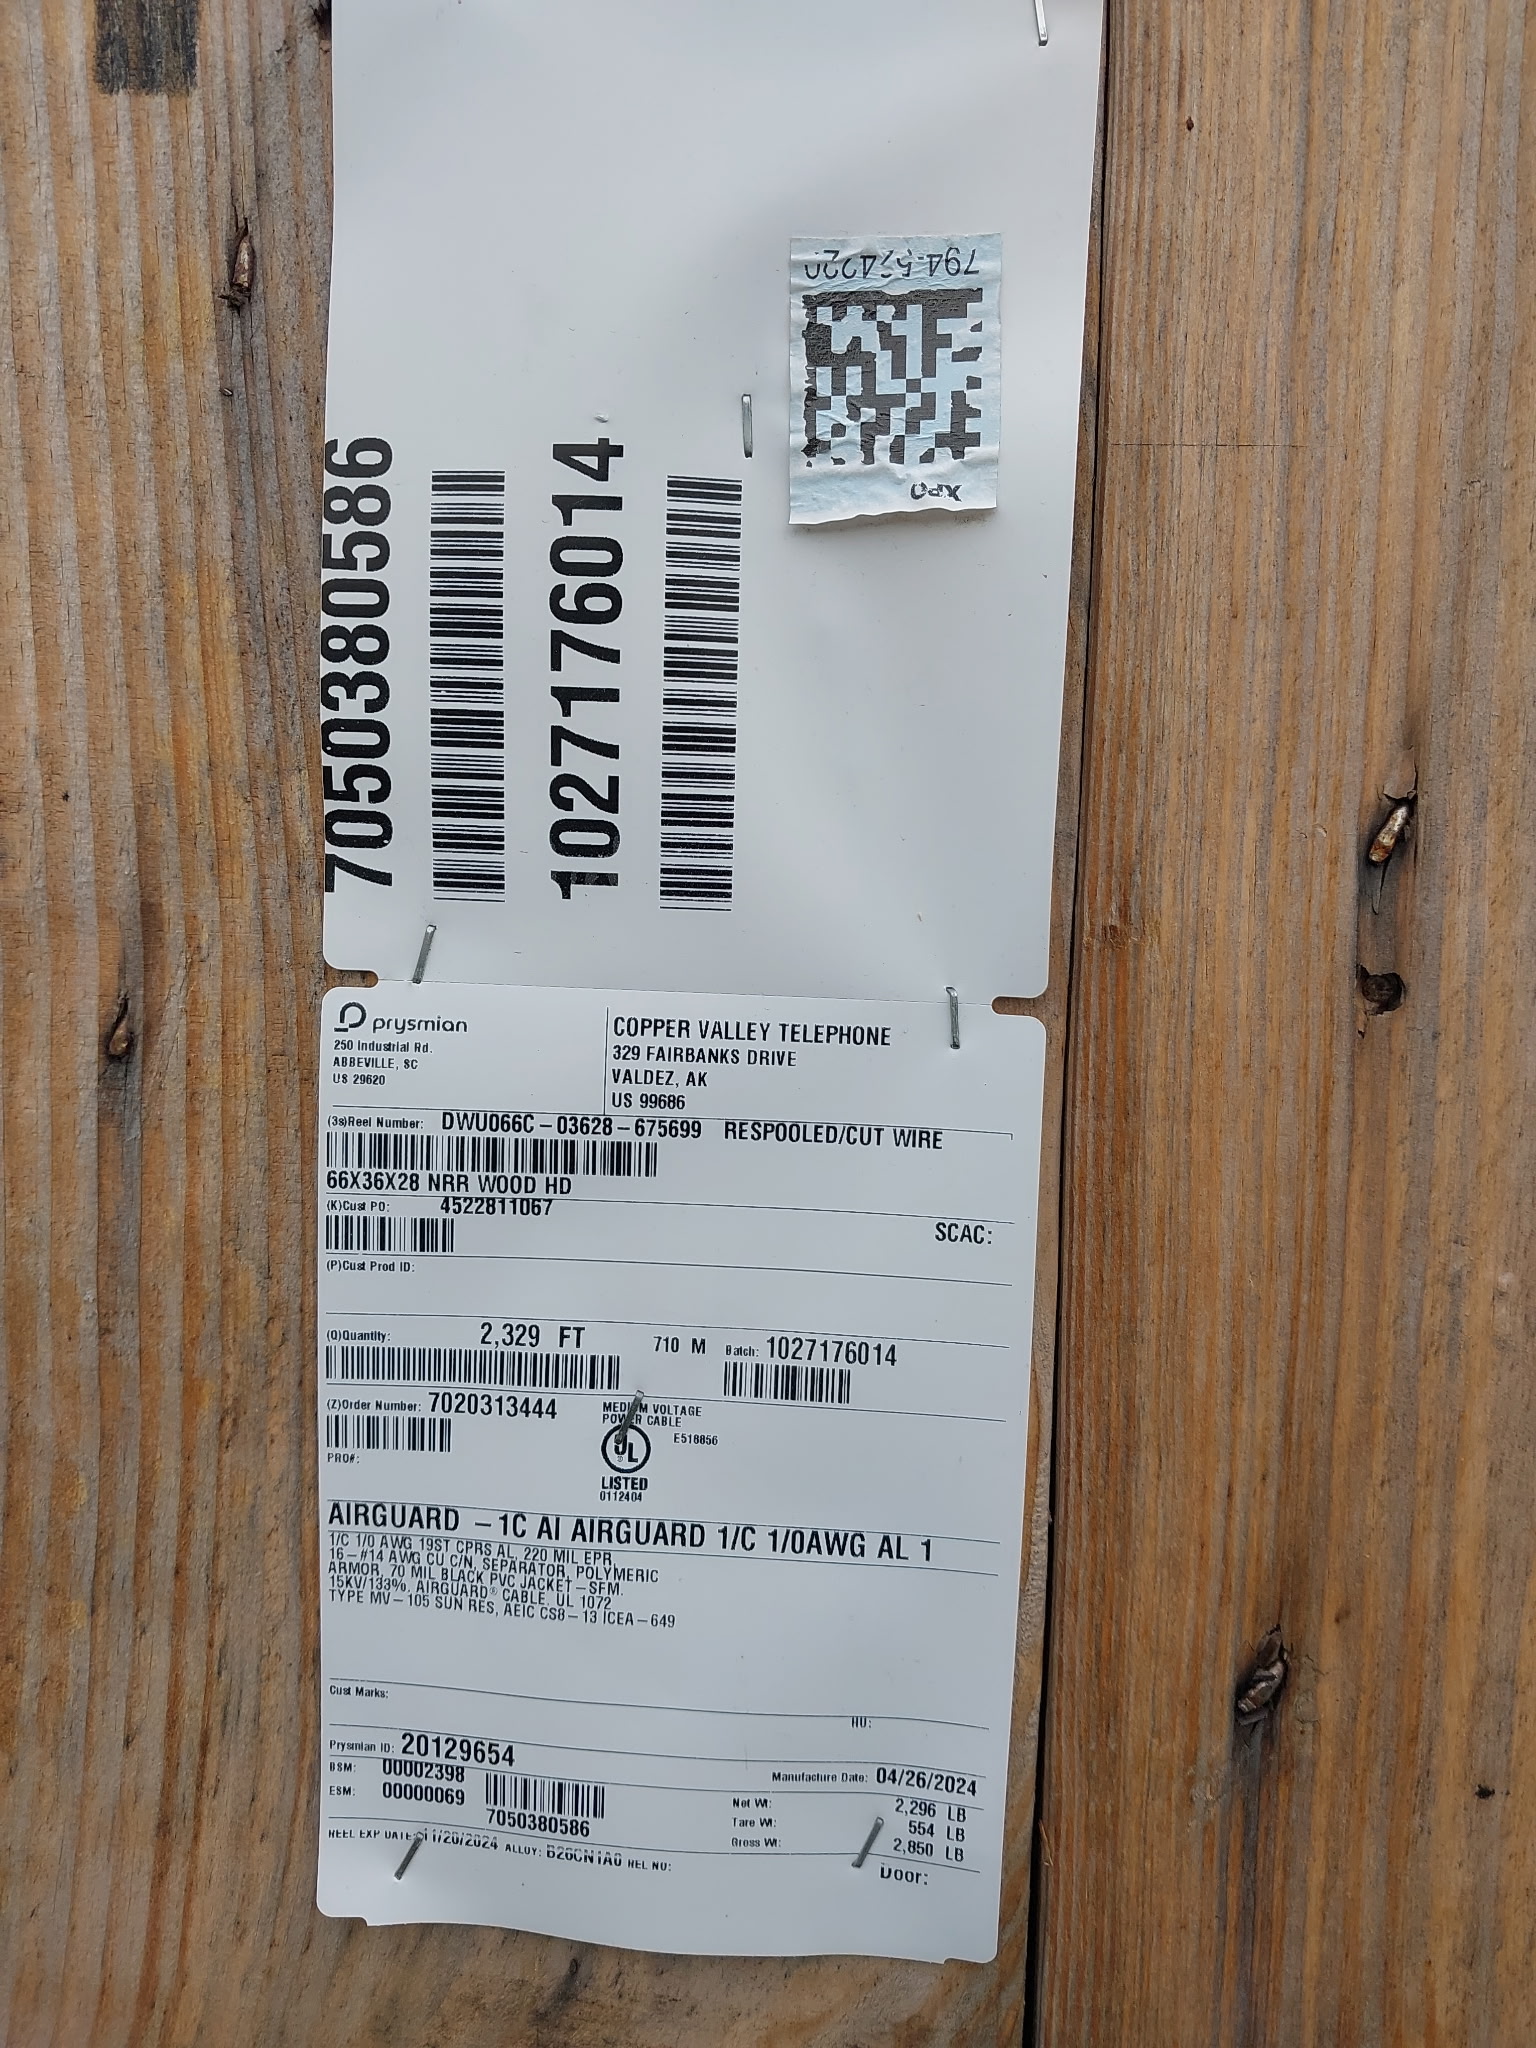 7050380586
1027176014
XPO
prysmian
250 Industrial Rd.
ABBEVILLE, SC
US 29620
COPPER VALLEY TELEPHONE
329 FAIRBANKS DRIVE
VALDEZ, AK
US 99686
(3s)Reel Number: DWU066C-03628-675699 RESPOOLED/CUT WIRE
66X36X28 NRR WOOD HD
(K)Cust PO: 4522811067
SCAC:
(P)Cust Prod ID:
(Q)Quantity: 2,329 FT 710 M Batch: 1027176014
(Z)Order Number: 7020313444
PRO#:
MEDIUM VOLTAGE
POWER CABLE
E518856
UL
LISTED
0112404
AIRGUARD -1C AI AIRGUARD 1/C 1/0AWG AL 1
1/C 1/0 AWG 19ST CPRS AL, 220 MIL EPR,
16-#14 AWG CU C/N, SEPARATOR, POLYMERIC
ARMOR, 70 MIL BLACK PVC JACKET-SFM.
15KV/133%, AIRGUARD® CABLE. UL 1072
TYPE MV-105 SUN RES, AEIC CS8-13 ICEA-649
Cust Marks:
HU:
Prysmian ID: 20129654
Manufacture Date: 04/26/2024
BSM: 00002398
ESM: 00000069
7050380586
Net Wt: 2,296 LB
Tare Wt: 554 LB
Gross Wt: 2,850 LB
REEL EXP DATE: 11/20/2024 ALLOY: REL NO:
Door: